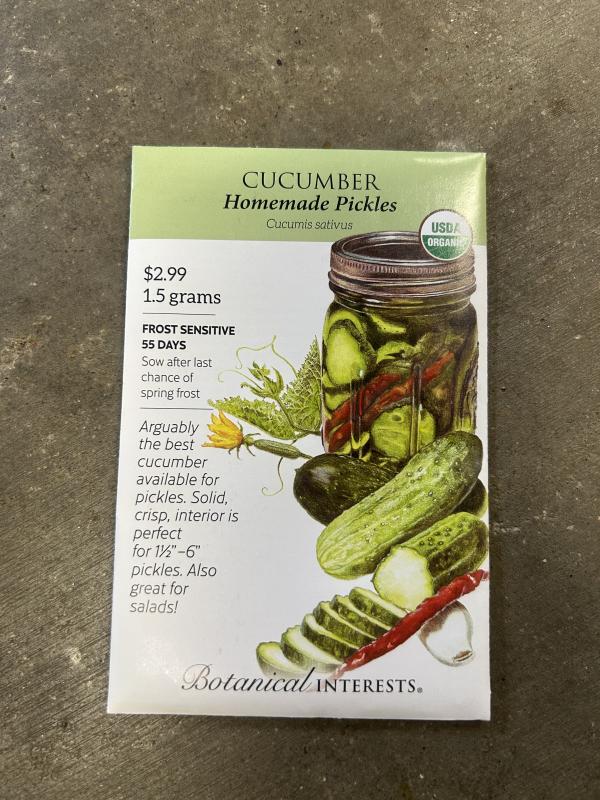 CUCUMBER
Homemade Pickles
Cucumis sativus
USDA
ORGANIC
$2.99
1.5 grams
FROST SENSITIVE
55 DAYS
Sow after last
chance of
spring frost
Arguably
the best
cucumber
available for
pickles. Solid,
crisp, interior is
perfect
for 1½"–6"
pickles. Also
great for
salads!
Botanical INTERESTS®